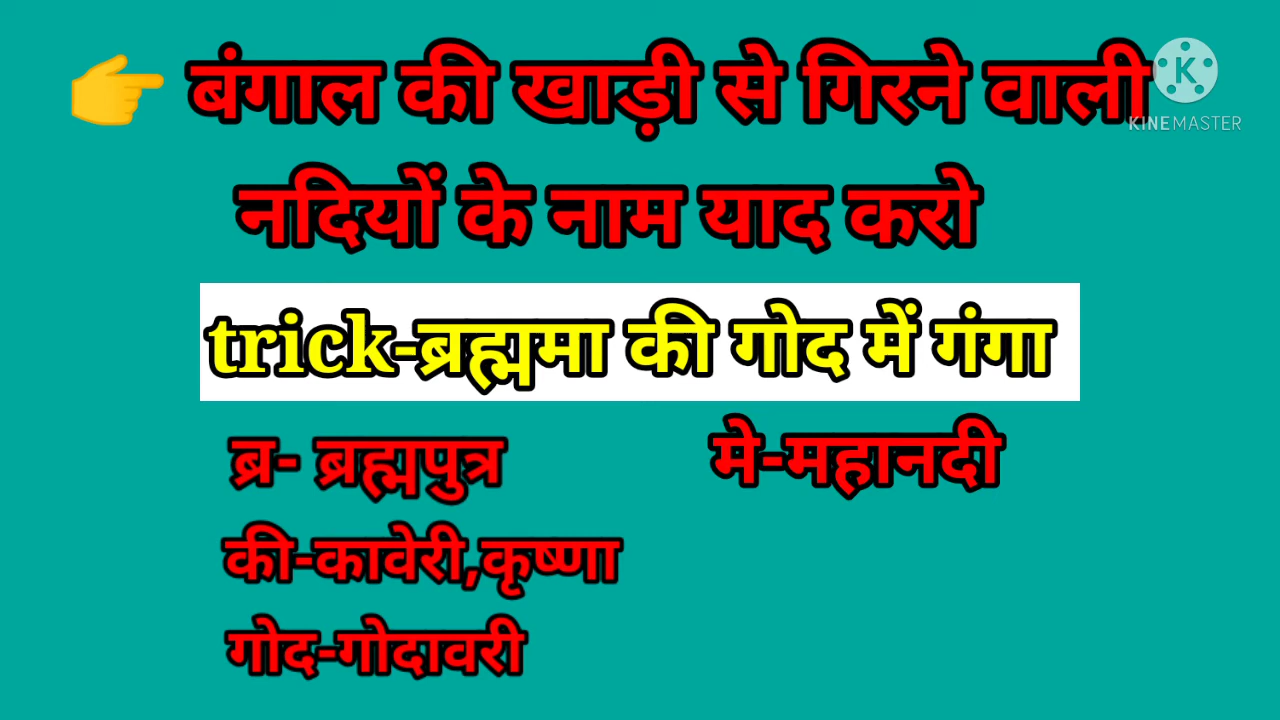 👉 बंगाल की खाड़ी से गिरने वाली
नदियों के नाम याद करो
trick-ब्रह्ममा की गोद में गंगा
ब्र- ब्रह्मपुत्र
की-कावेरी,कृष्णा
गोद-गोदावरी
मे-महानदी
K
KINEMASTER